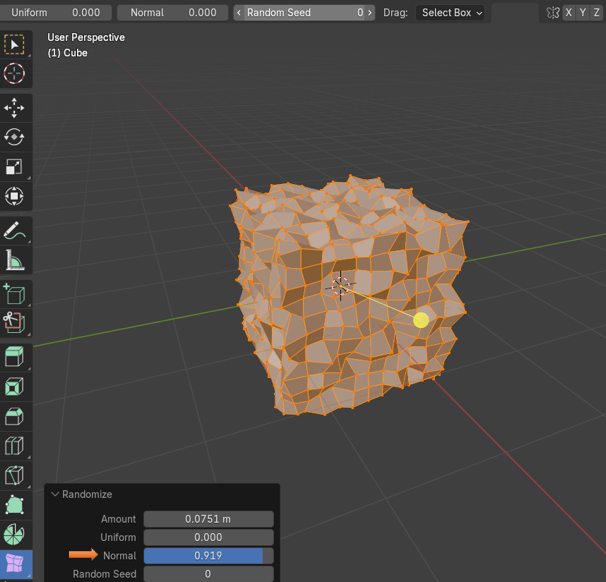 Uniform 0.000 Normal 0.000 Random Seed 0 Drag: Select Box X Y Z
User Perspective
(1) Cube
Randomize
Amount 0.0751 m
Uniform 0.000
Normal 0.919
Random Seed 0